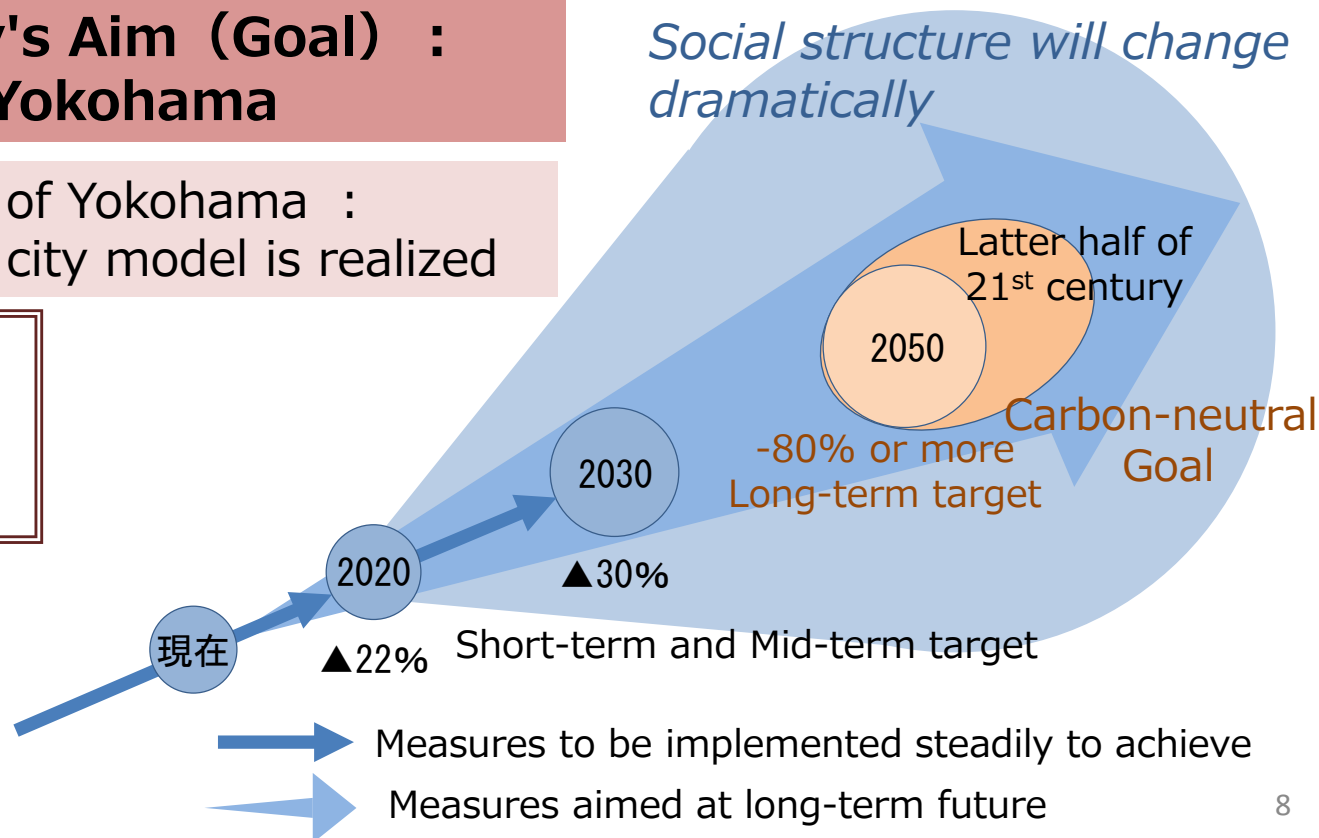 y's Aim（Goal）：
Yokohama
of Yokohama ：
city model is realized
Social structure will change
dramatically
Latter half of
21st century
2050
Carbon-neutral
Goal
-80% or more
Long-term target
2030
▲30%
2020
▲22%
Short-term and Mid-term target
現在
Measures to be implemented steadily to achieve
Measures aimed at long-term future
8